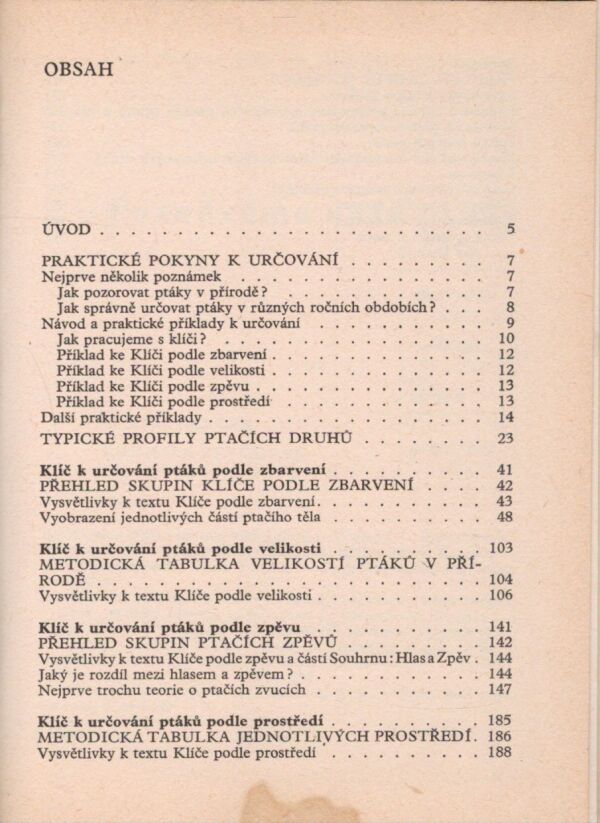 OBSAH
ÚVOD . . . . . . . . . . . . . . . . . . . . . . . . . 5
PRAKTICKÉ POKYNY K URČOVÁNÍ . . . . . . . . . 7
Nejprve několik poznámek . . . . . . . . . . . . . . . 7
Jak pozorovat ptáky v přírodě? . . . . . . . . . . . . 7
Jak správně určovat ptáky v různých ročních obdobích? . . . 8
Návod a praktické příklady k určování . . . . . . . . . . 9
Jak pracujeme s klíči? . . . . . . . . . . . . . . . . 10
Příklad ke Klíči podle zbarvení . . . . . . . . . . . . 12
Příklad ke Klíči podle velikosti . . . . . . . . . . . . 12
Příklad ke Klíči podle zpěvu . . . . . . . . . . . . . 13
Příklad ke Klíči podle prostředí . . . . . . . . . . . . 13
Další praktické příklady . . . . . . . . . . . . . . . . 14
TYPICKÉ PROFILY PTAČÍCH DRUHŮ . . . . . . . . 23
Klíč k určování ptáků podle zbarvení . . . . . . . . . . 41
PŘEHLED SKUPIN KLÍČE PODLE ZBARVENÍ . . . . 42
Vysvětlivky k textu Klíče podle zbarvení . . . . . . . . . 43
Vyobrazení jednotlivých částí ptačího těla . . . . . . . . . 48
Klíč k určování ptáků podle velikosti . . . . . . . . . . 103
METODICKÁ TABULKA VELIKOSTÍ PTÁKŮ V PŘÍ-
RODĚ . . . . . . . . . . . . . . . . . . . . . . . . 104
Vysvětlivky k textu Klíče podle velikosti . . . . . . . . . . 106
Klíč k určování ptáků podle zpěvu . . . . . . . . . . . 141
PŘEHLED SKUPIN PTAČÍCH ZPĚVŮ . . . . . . . . . 142
Vysvětlivky k textu Klíče podle zpěvu a částí Souhrnu: Hlas a Zpěv . 144
Jaký je rozdíl mezi hlasem a zpěvem? . . . . . . . . . . . 144
Nejprve trochu teorie o ptačích zvucích . . . . . . . . . . 147
Klíč k určování ptáků podle prostředí . . . . . . . . . . 185
METODICKÁ TABULKA JEDNOTLIVÝCH PROSTŘEDÍ . 186
Vysvětlivky k textu Klíče podle prostředí . . . . . . . . . 188